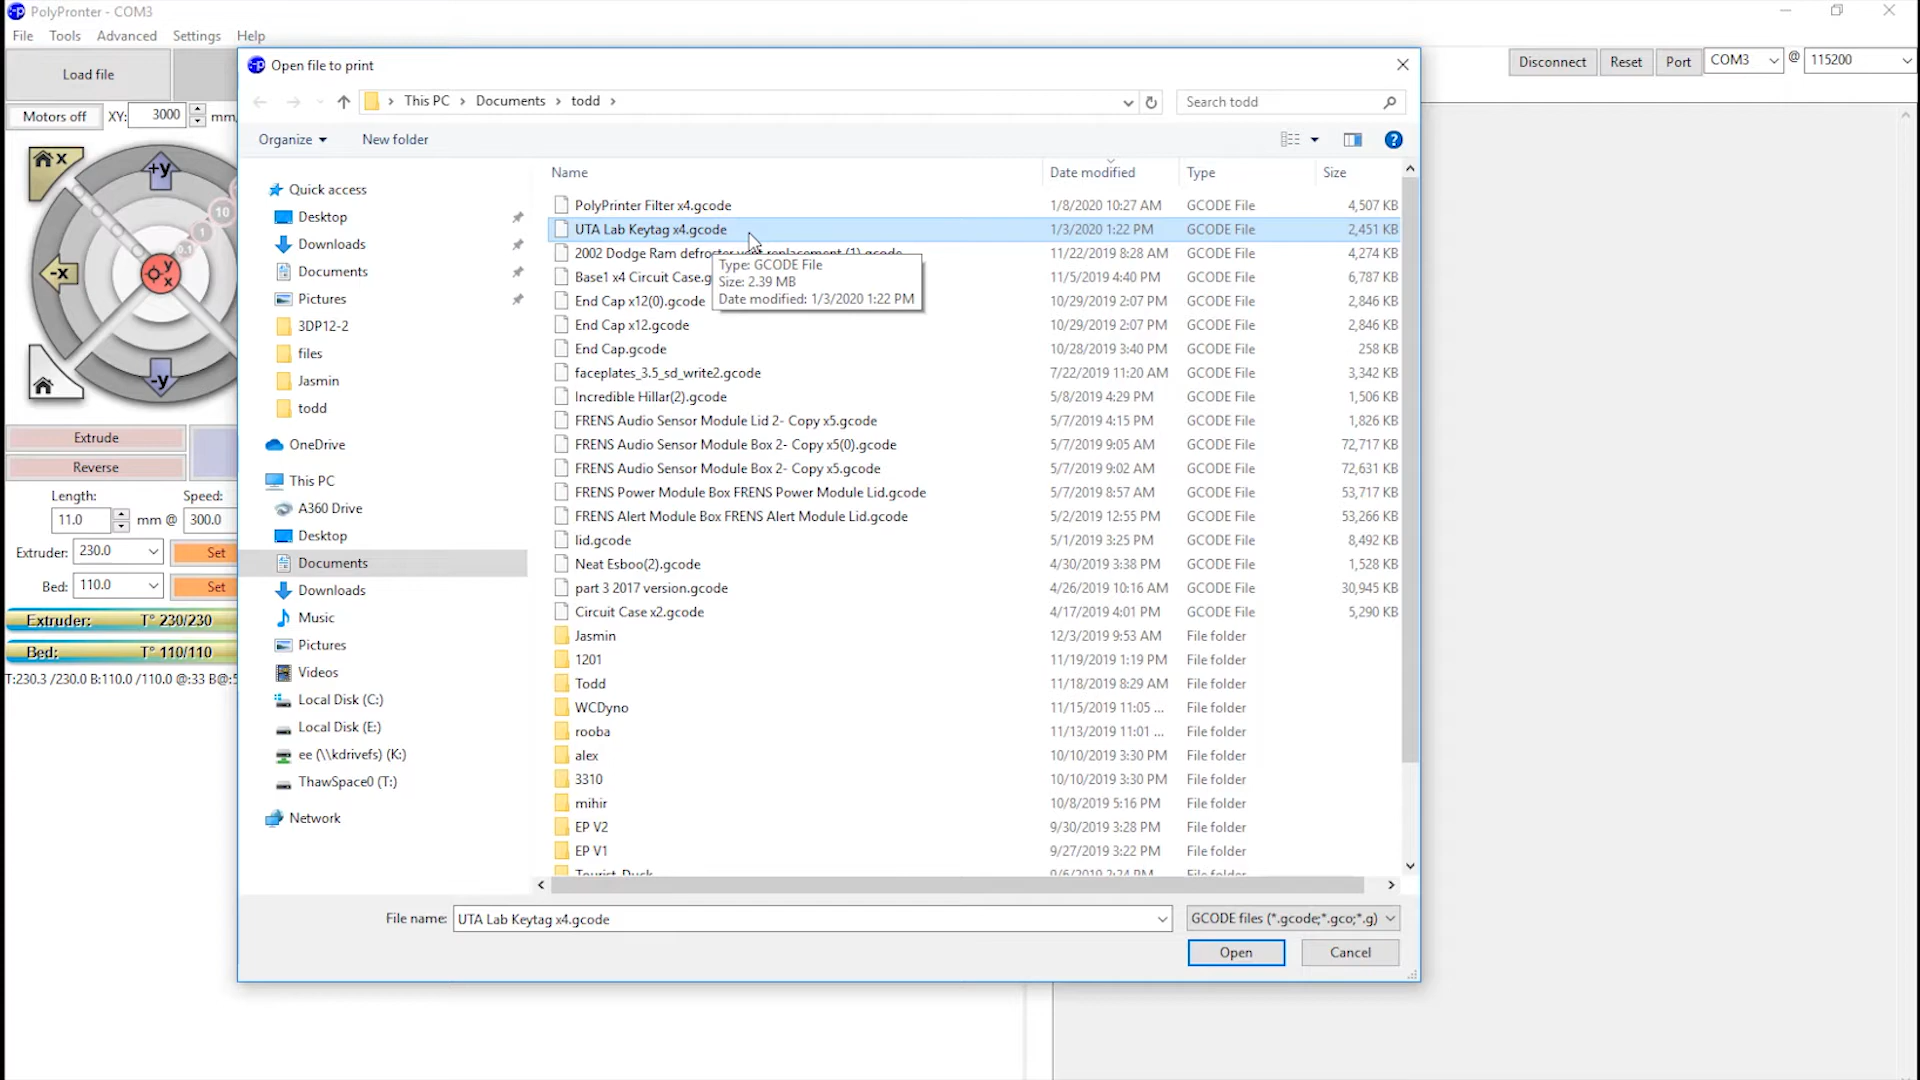 PolyPronter - COM3
File Tools Advanced Settings Help
Load file
Disconnect Reset Port COM3 @ 115200
Motors off XY: 3000 mm
x +y 10 1 0.1 -x y x -y
Extrude
Reverse
Length: Speed:
11.0 mm @ 300.0
Extruder: 230.0 Set
Bed: 110.0 Set
Extruder: T° 230/230
Bed: T° 110/110
T:230.3 /230.0 B:110.0 /110.0 @:33 B@:
Open file to print
This PC > Documents > todd >
Search todd
Organize New folder
Quick access
Desktop
Downloads
Documents
Pictures
3DP12-2
files
Jasmin
todd
OneDrive
This PC
A360 Drive
Desktop
Documents
Downloads
Music
Pictures
Videos
Local Disk (C:)
Local Disk (E:)
ee (\\kdrivefs) (K:)
ThawSpace0 (T:)
Network
Name Date modified Type Size
PolyPrinter Filter x4.gcode 1/8/2020 10:27 AM GCODE File 4,507 KB
UTA Lab Keytag x4.gcode 1/3/2020 1:22 PM GCODE File 2,451 KB
2002 Dodge Ram defroster vent replacement (1).gcode 11/22/2019 8:28 AM GCODE File 4,274 KB
Base1 x4 Circuit Case.g 11/5/2019 4:40 PM GCODE File 6,787 KB
End Cap x12(0).gcode 10/29/2019 2:07 PM GCODE File 2,846 KB
End Cap x12.gcode 10/29/2019 2:07 PM GCODE File 2,846 KB
End Cap.gcode 10/28/2019 3:40 PM GCODE File 258 KB
faceplates_3.5_sd_write2.gcode 7/22/2019 11:20 AM GCODE File 3,342 KB
Incredible Hillar(2).gcode 5/8/2019 4:29 PM GCODE File 1,506 KB
FRENS Audio Sensor Module Lid 2- Copy x5.gcode 5/7/2019 4:15 PM GCODE File 1,826 KB
FRENS Audio Sensor Module Box 2- Copy x5(0).gcode 5/7/2019 9:05 AM GCODE File 72,717 KB
FRENS Audio Sensor Module Box 2- Copy x5.gcode 5/7/2019 9:02 AM GCODE File 72,631 KB
FRENS Power Module Box FRENS Power Module Lid.gcode 5/7/2019 8:57 AM GCODE File 53,717 KB
FRENS Alert Module Box FRENS Alert Module Lid.gcode 5/2/2019 12:55 PM GCODE File 53,266 KB
lid.gcode 5/1/2019 3:25 PM GCODE File 8,492 KB
Neat Esboo(2).gcode 4/30/2019 3:38 PM GCODE File 1,528 KB
part 3 2017 version.gcode 4/26/2019 10:16 AM GCODE File 30,945 KB
Circuit Case x2.gcode 4/17/2019 4:01 PM GCODE File 5,290 KB
Jasmin 12/3/2019 9:53 AM File folder
1201 11/19/2019 1:19 PM File folder
Todd 11/18/2019 8:29 AM File folder
WCDyno 11/15/2019 11:05 ... File folder
rooba 11/13/2019 11:01 ... File folder
alex 10/10/2019 3:30 PM File folder
3310 10/10/2019 3:30 PM File folder
mihir 10/8/2019 5:16 PM File folder
EP V2 9/30/2019 3:28 PM File folder
EP V1 9/27/2019 3:22 PM File folder
Tourist Duck 9/6/2019 2:24 PM File folder
Type: GCODE File
Size: 2.39 MB
Date modified: 1/3/2020 1:22 PM
File name: UTA Lab Keytag x4.gcode GCODE files (*.gcode;*.gco;*.g)
Open Cancel